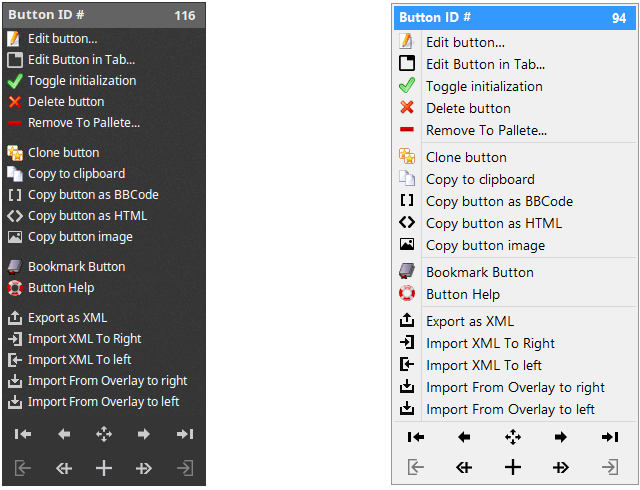 Button ID # 116
Edit button...
Edit Button in Tab...
Toggle initialization
Delete button
Remove To Pallete...
Clone button
Copy to clipboard
Copy button as BBCode
Copy button as HTML
Copy button image
Bookmark Button
Button Help
Export as XML
Import XML To Right
Import XML To left
Import From Overlay to right
Import From Overlay to left
Button ID # 94
Edit button...
Edit Button in Tab...
Toggle initialization
Delete button
Remove To Pallete...
Clone button
Copy to clipboard
Copy button as BBCode
Copy button as HTML
Copy button image
Bookmark Button
Button Help
Export as XML
Import XML To Right
Import XML To left
Import From Overlay to right
Import From Overlay to left